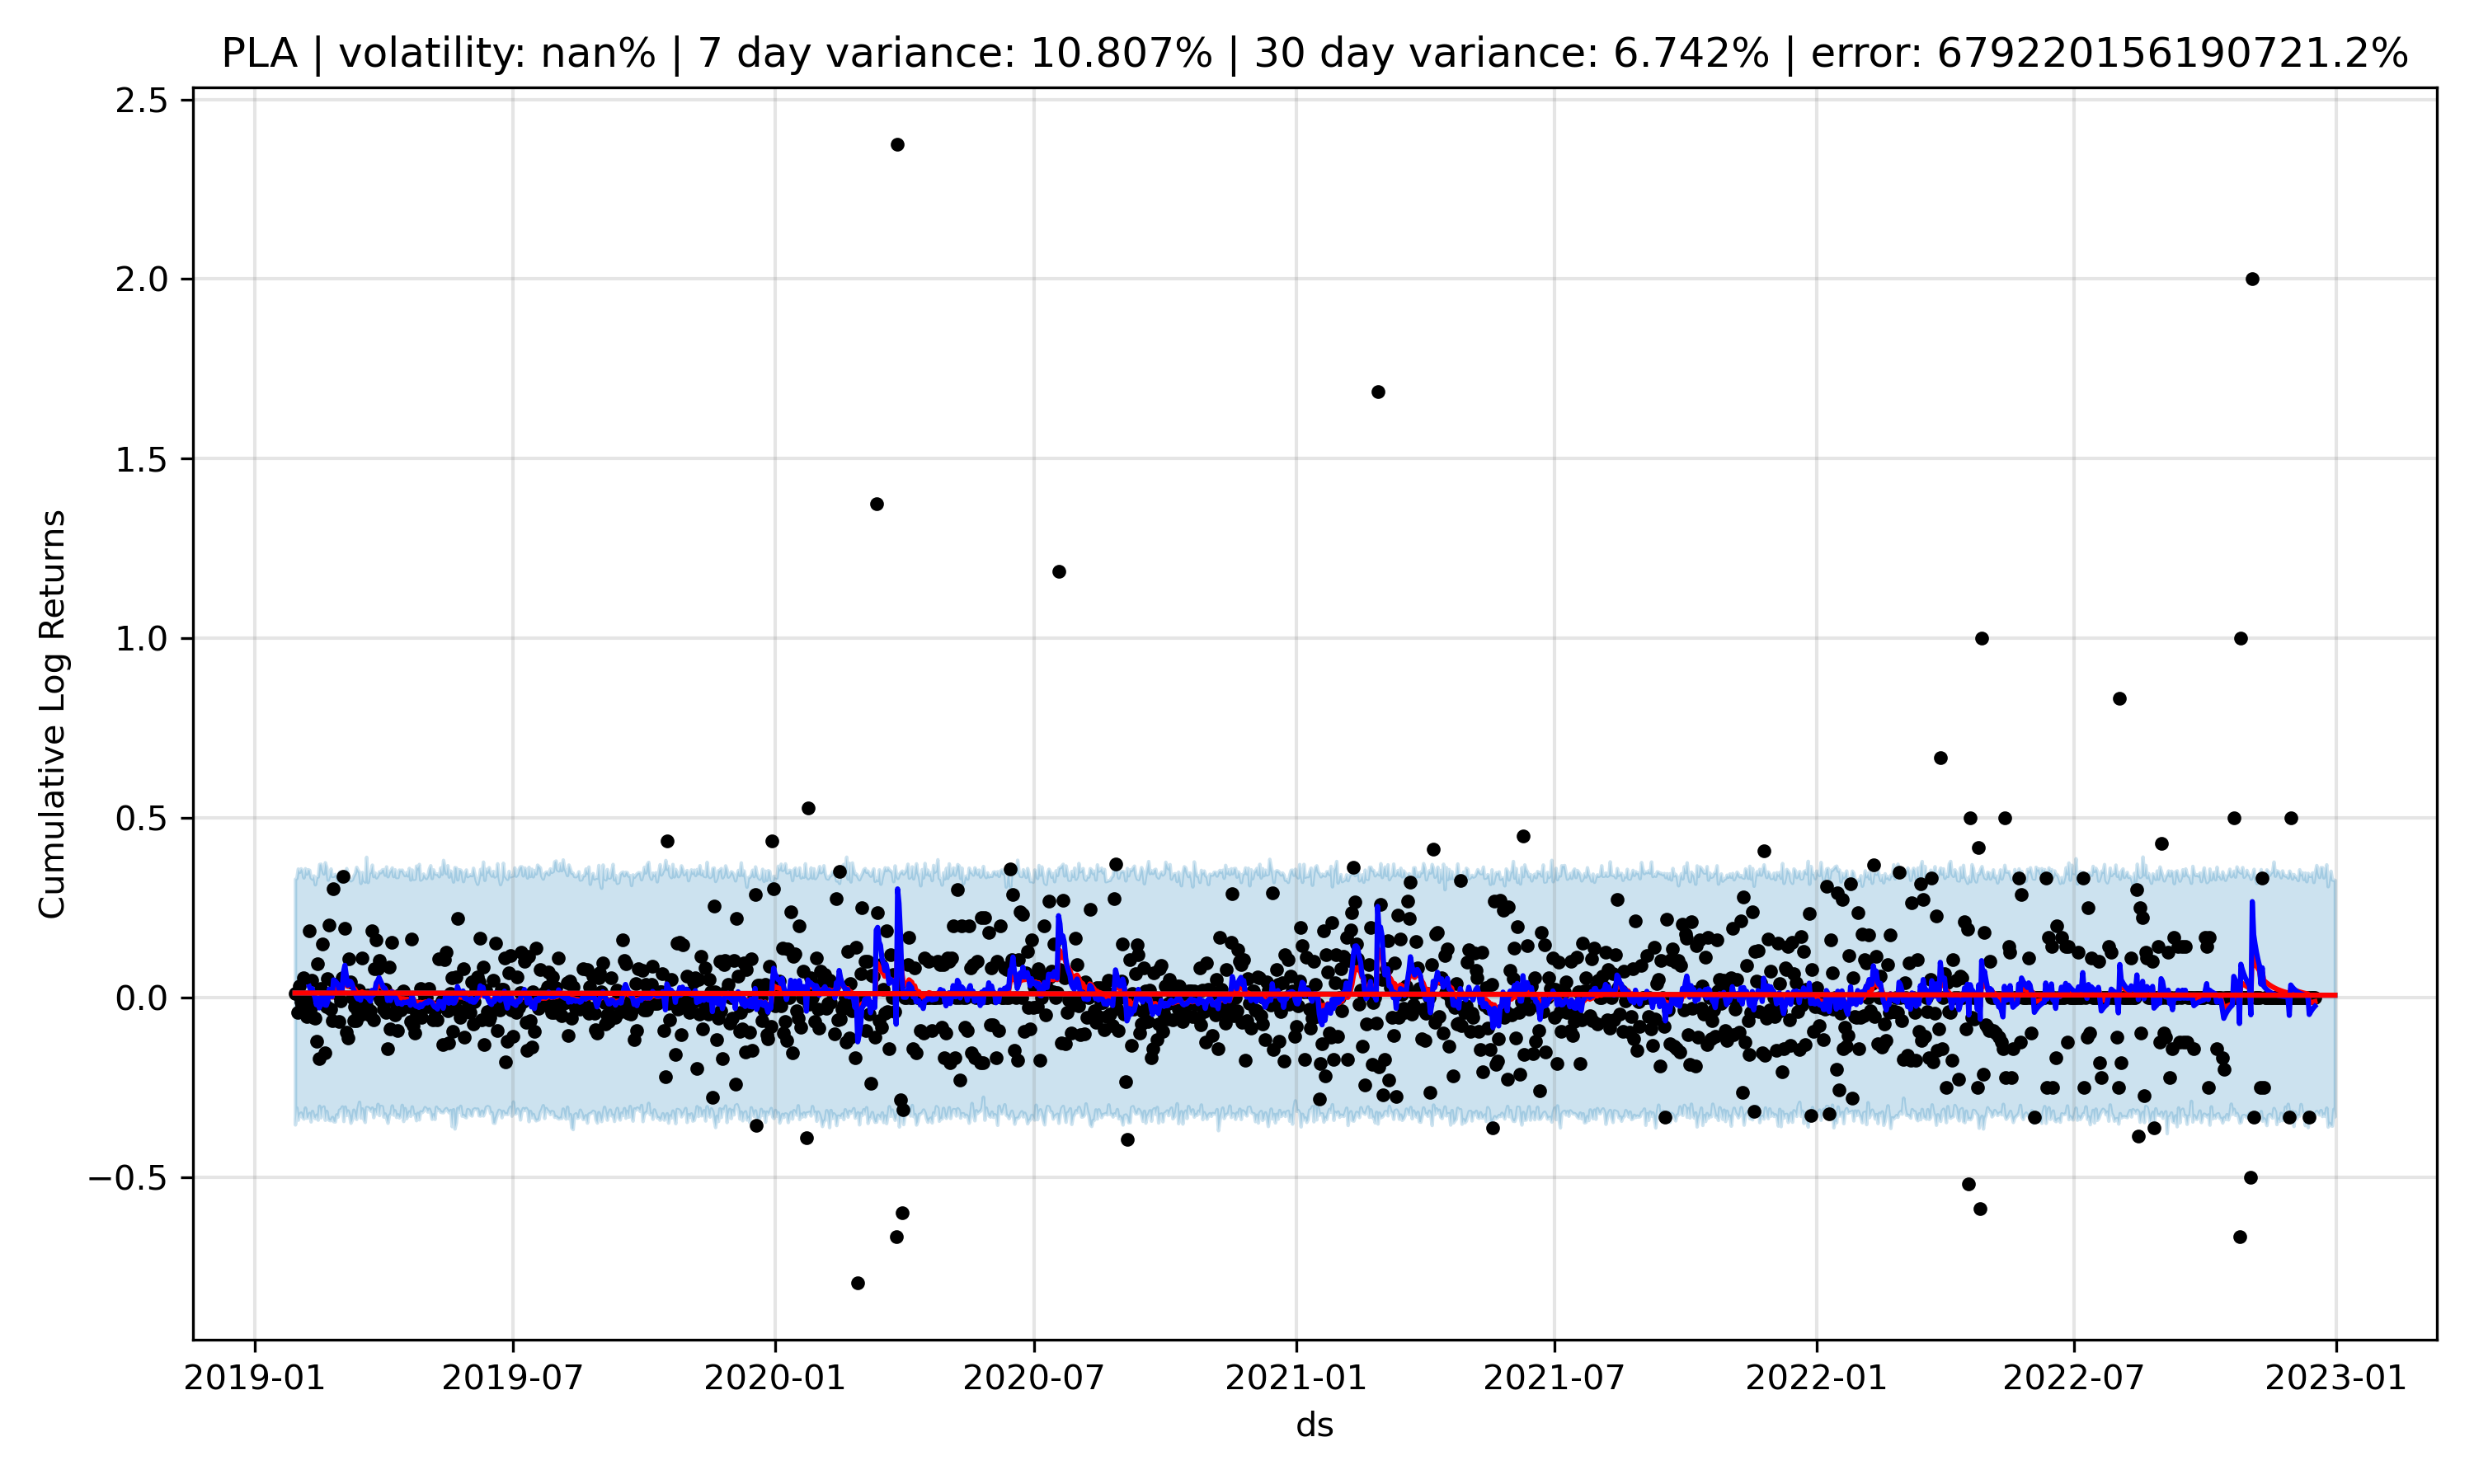 PLA | volatility: nan% | 7 day variance: 10.807% | 30 day variance: 6.742% | error: 679220156190721.2%
2.5
2.0
1.5
1.0
0.5
0.0
−0.5
Cumulative Log Returns
2019-01 2019-07 2020-01 2020-07 2021-01 2021-07 2022-01 2022-07 2023-01
ds